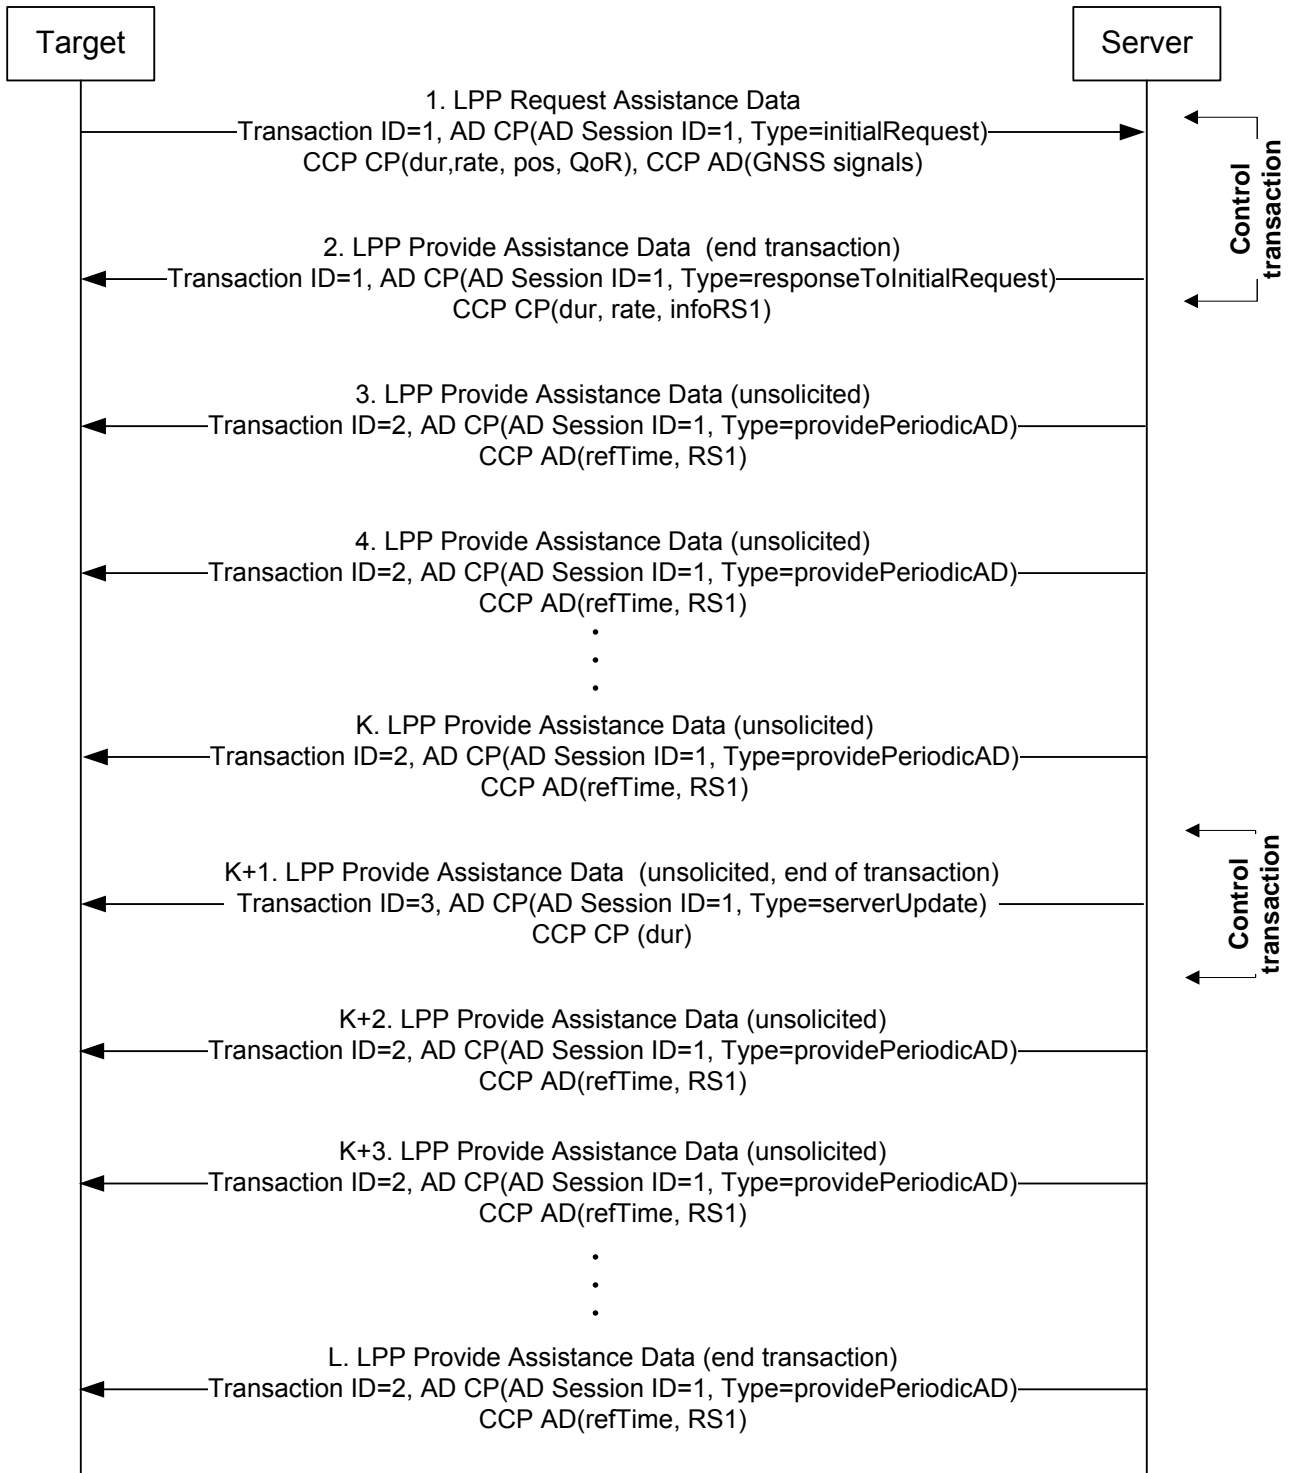 Target
Server
1. LPP Request Assistance Data
Transaction ID=1, AD CP(AD Session ID=1, Type=initialRequest)
CCP CP(dur,rate, pos, QoR), CCP AD(GNSS signals)
Control
transaction
2. LPP Provide Assistance Data  (end transaction)
Transaction ID=1, AD CP(AD Session ID=1, Type=responseToInitialRequest)
CCP CP(dur, rate, infoRS1)
3. LPP Provide Assistance Data (unsolicited)
Transaction ID=2, AD CP(AD Session ID=1, Type=providePeriodicAD)
CCP AD(refTime, RS1)
4. LPP Provide Assistance Data (unsolicited)
Transaction ID=2, AD CP(AD Session ID=1, Type=providePeriodicAD)
CCP AD(refTime, RS1)
K. LPP Provide Assistance Data (unsolicited)
Transaction ID=2, AD CP(AD Session ID=1, Type=providePeriodicAD)
CCP AD(refTime, RS1)
K+1. LPP Provide Assistance Data  (unsolicited, end of transaction)
Transaction ID=3, AD CP(AD Session ID=1, Type=serverUpdate)
CCP CP (dur)
Control
transaction
K+2. LPP Provide Assistance Data (unsolicited)
Transaction ID=2, AD CP(AD Session ID=1, Type=providePeriodicAD)
CCP AD(refTime, RS1)
K+3. LPP Provide Assistance Data (unsolicited)
Transaction ID=2, AD CP(AD Session ID=1, Type=providePeriodicAD)
CCP AD(refTime, RS1)
L. LPP Provide Assistance Data (end transaction)
Transaction ID=2, AD CP(AD Session ID=1, Type=providePeriodicAD)
CCP AD(refTime, RS1)